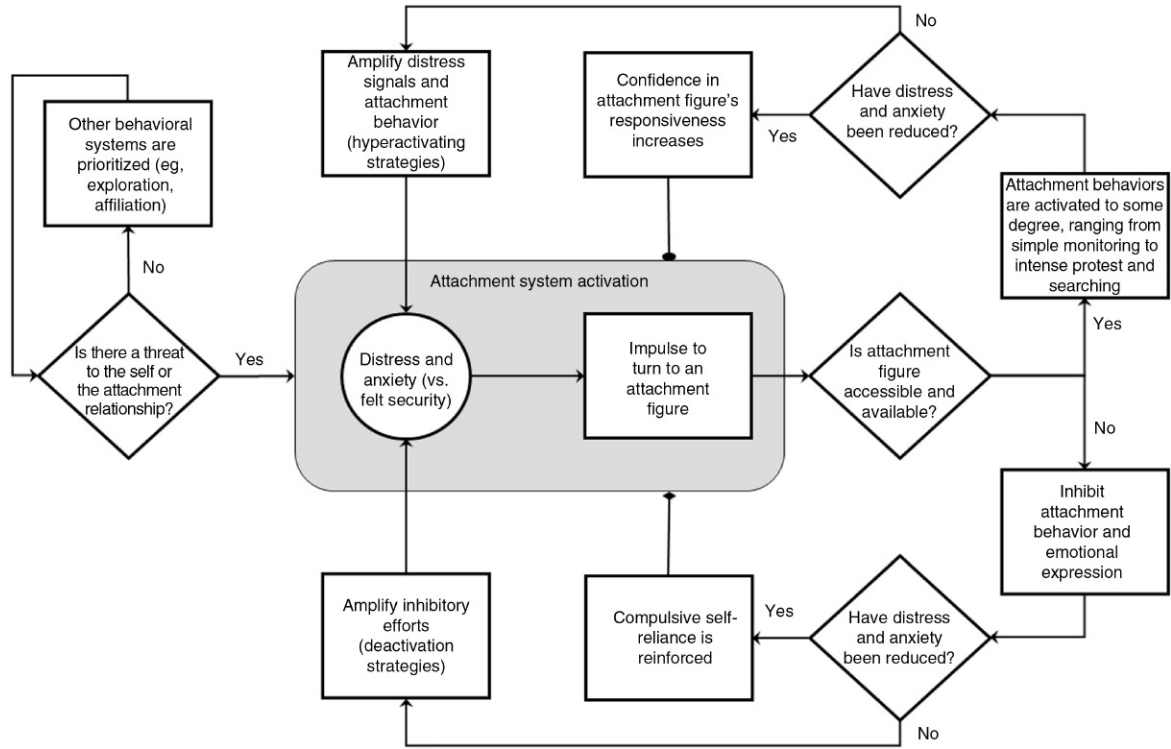 No
Amplify distress
signals and
attachment
behavior
(hyperactivating
strategies)
Confidence in
attachment figure's
responsiveness
increases
Yes
Have distress
and anxiety
been reduced?
Other behavioral
systems are
prioritized (eg,
exploration,
affiliation)
Attachment behaviors
are activated to some
degree, ranging from
simple monitoring to
intense protest and
searching
No
Attachment system activation
Is there a threat
to the self or
the attachment
relationship?
Yes
Distress and
anxiety (vs.
felt security)
Impulse to
turn to an
attachment
figure
Is attachment
figure
accessible and
available?
Yes
No
Inhibit
attachment
behavior and
emotional
expression
Amplify inhibitory
efforts
(deactivation
strategies)
Compulsive self-
reliance is
reinforced
Yes
Have distress
and anxiety
been reduced?
No